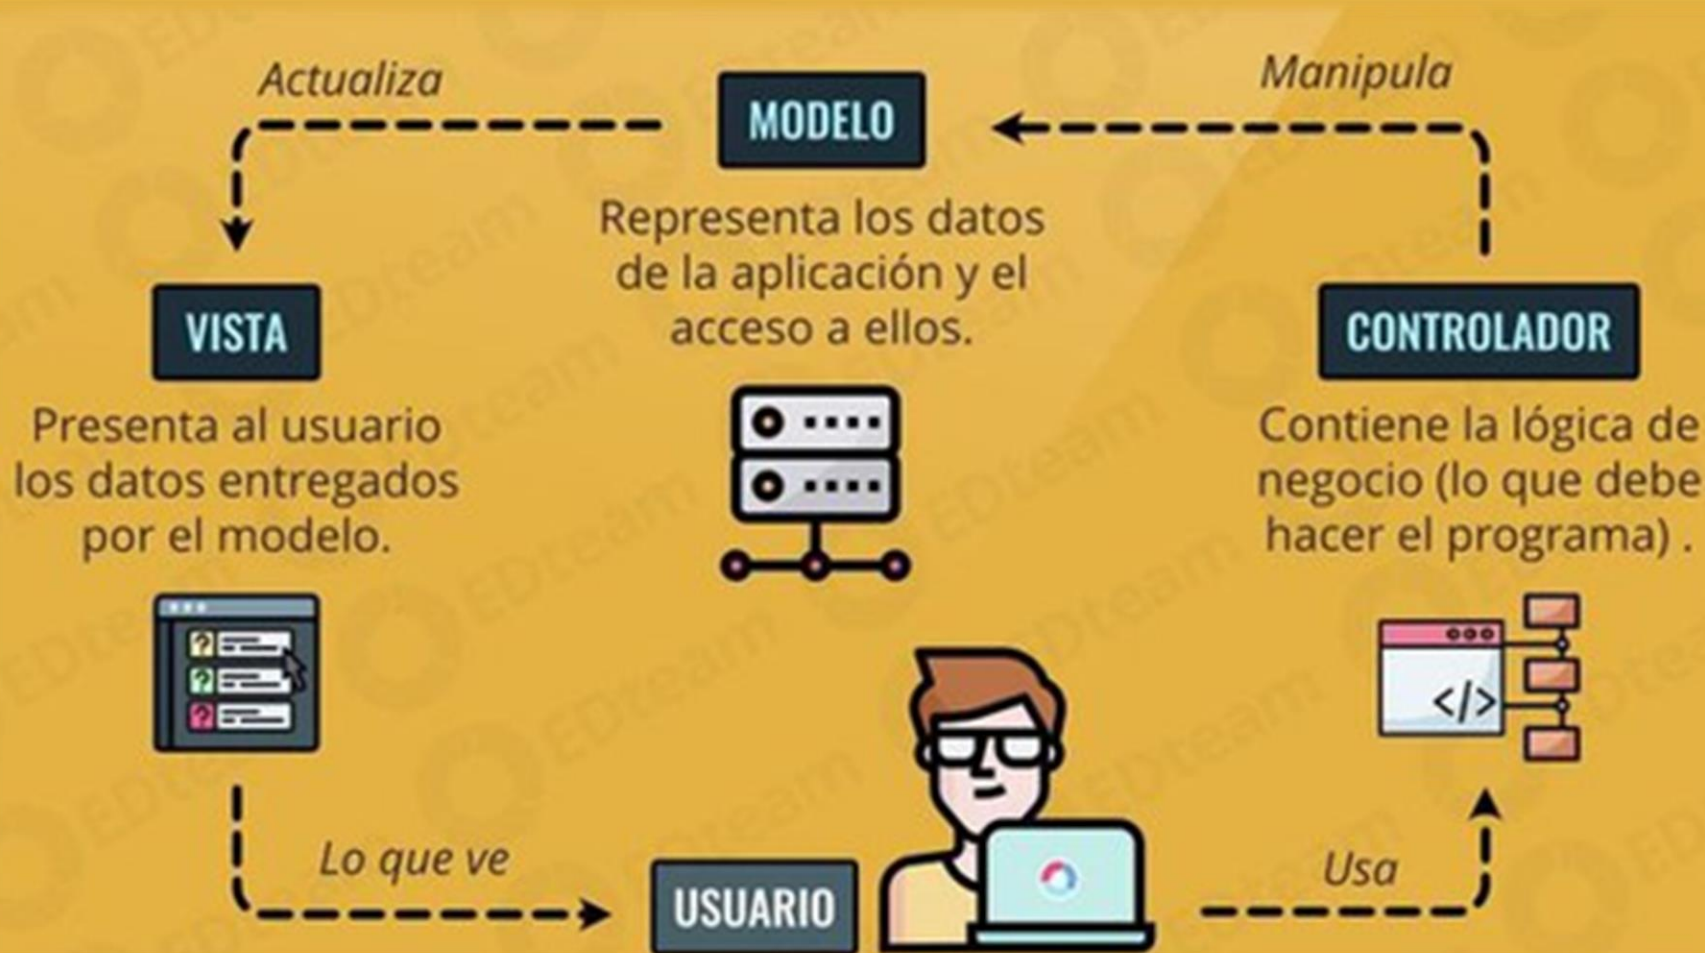 Actualiza
MODELO
Manipula
Representa los datos
de la aplicación y el
acceso a ellos.
VISTA
Presenta al usuario
los datos entregados
por el modelo.
CONTROLADOR
Contiene la lógica de
negocio (lo que debe
hacer el programa) .
</>
Lo que ve
USUARIO
Usa
EDteam